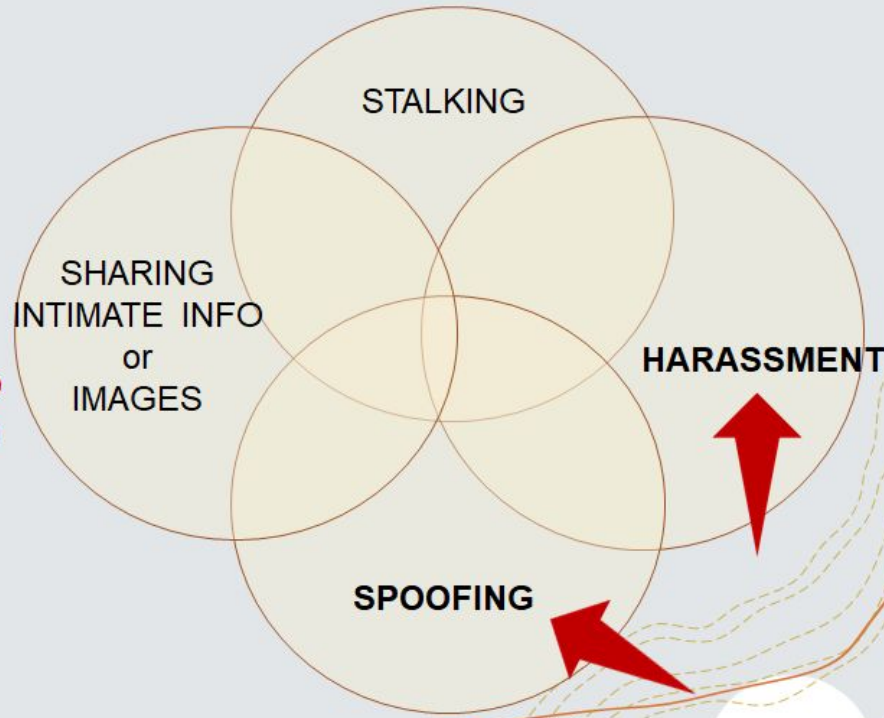 STALKING
SHARING
INTIMATE INFO
or
IMAGES
HARASSMENT
SPOOFING